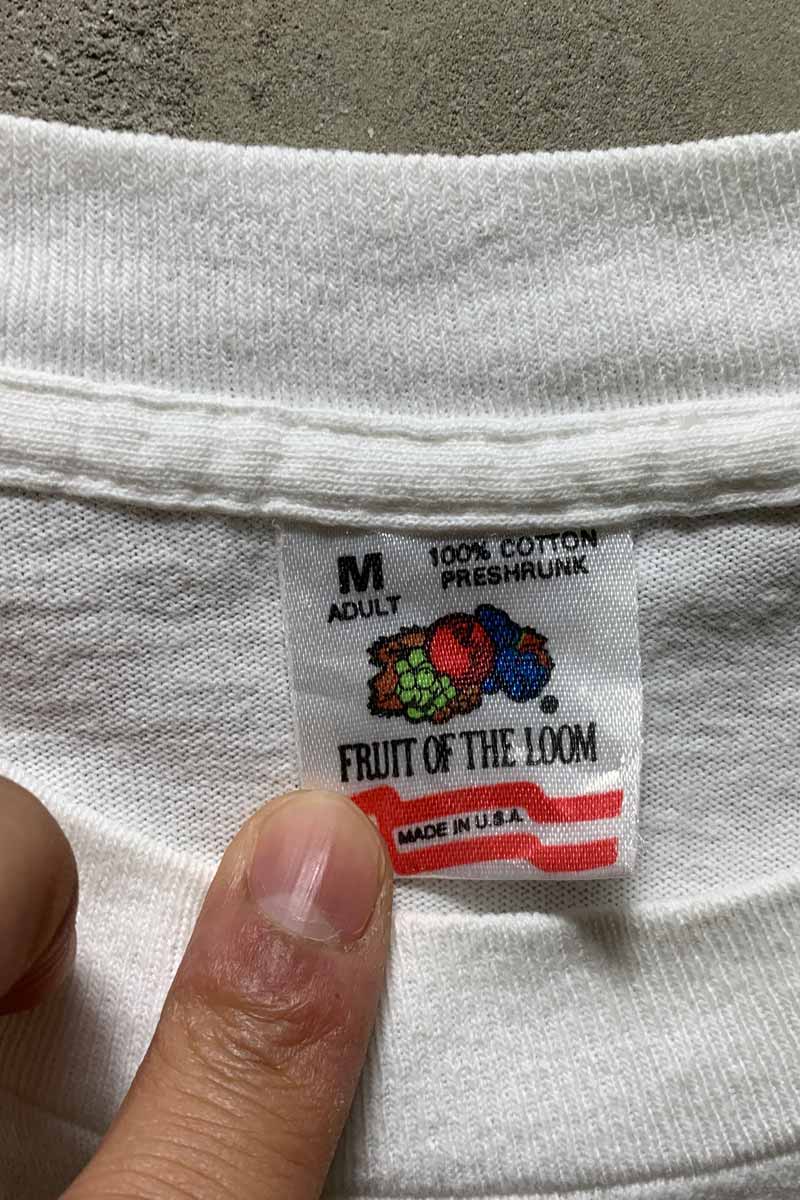 M
ADULT
100% COTTON
PRESHRUNK
®
FRUIT OF THE LOOM
MADE IN U.S.A.